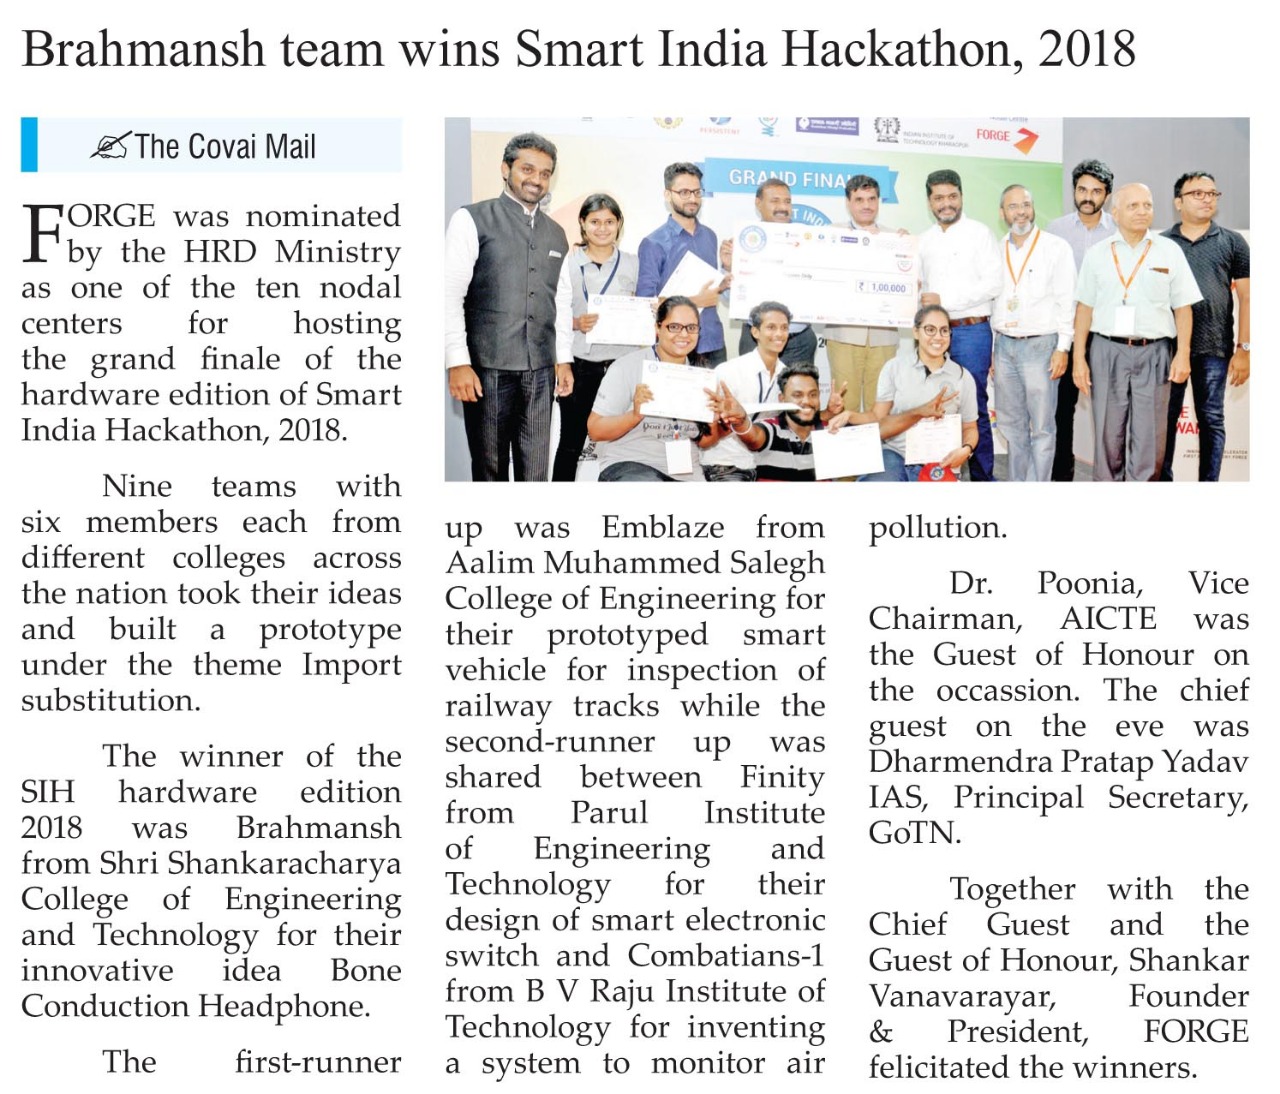 Brahmansh team wins Smart India Hackathon, 2018
The Covai Mail
FORGE was nominated
by the HRD Ministry
as one of the ten nodal
centers for hosting
the grand finale of the
hardware edition of Smart
India Hackathon, 2018.
Nine teams with
six members each from
different colleges across
the nation took their ideas
and built a prototype
under the theme Import
substitution.
The winner of the
SIH hardware edition
2018 was Brahmansh
from Shri Shankaracharya
College of Engineering
and Technology for their
innovative idea Bone
Conduction Headphone.
The first-runner
PERSISTENT
INDIAN INSTITUTE OF
TECHNOLOGY KHARAGPUR
FORGE
GRAND FINA
₹ 1,00,000
up was Emblaze from
Aalim Muhammed Salegh
College of Engineering for
their prototyped smart
vehicle for inspection of
railway tracks while the
second-runner up was
shared between Finity
from Parul Institute
of Engineering and
Technology for their
design of smart electronic
switch and Combatians-1
from B V Raju Institute of
Technology for inventing
a system to monitor air
pollution.
Dr. Poonia, Vice
Chairman, AICTE was
the Guest of Honour on
the occassion. The chief
guest on the eve was
Dharmendra Pratap Yadav
IAS, Principal Secretary,
GoTN.
Together with the
Chief Guest and the
Guest of Honour, Shankar
Vanavarayar, Founder
& President, FORGE
felicitated the winners.